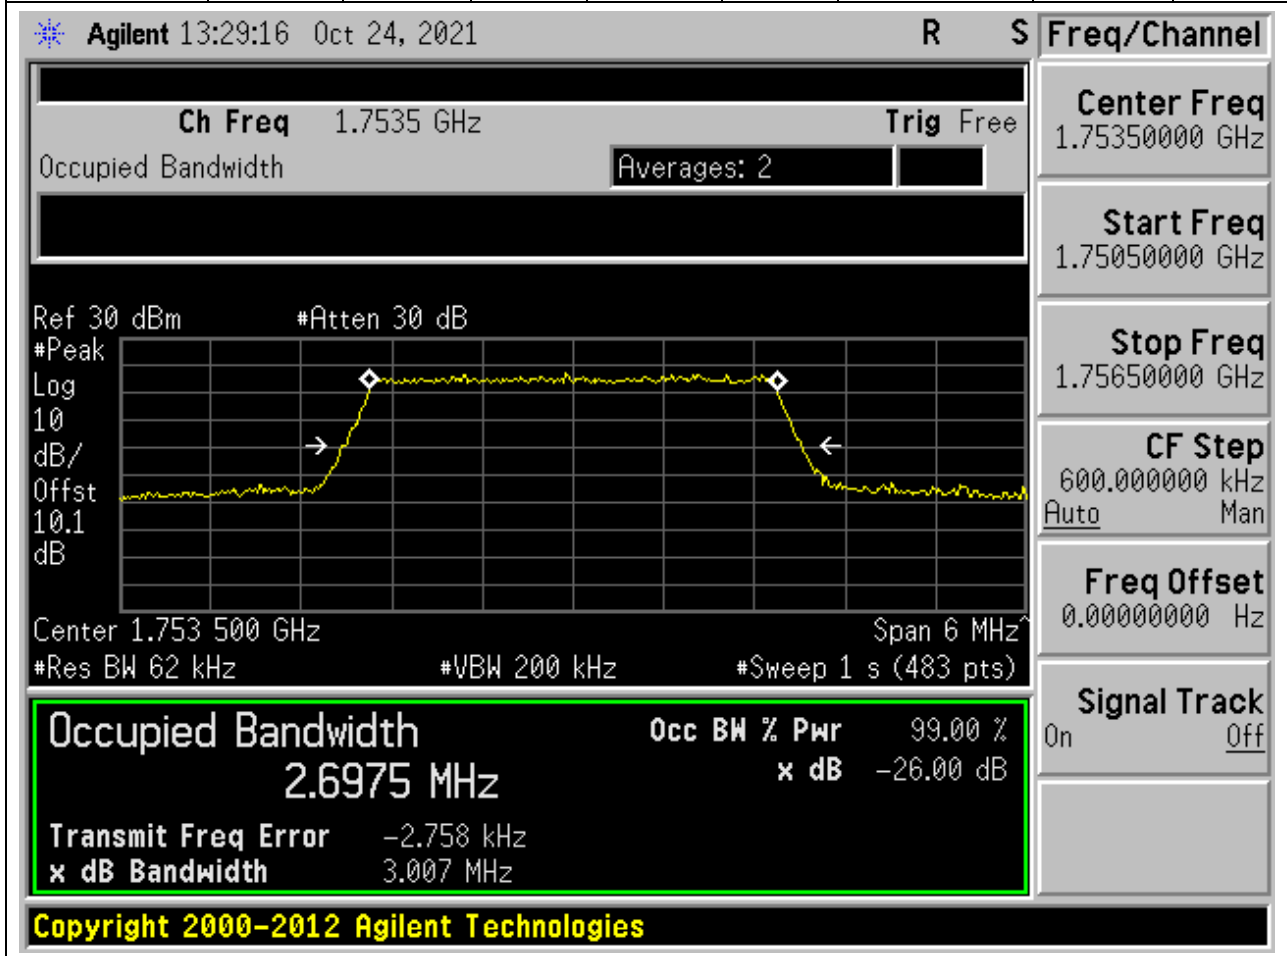 Agilent 13:29:16 Oct 24, 2021 R S
Ch Freq 1.7535 GHz Trig Free
Occupied Bandwidth Averages: 2
Ref 30 dBm #Atten 30 dB
#Peak
Log
10
dB/
Offst
10.1
dB
Center 1.753 500 GHz Span 6 MHz^
#Res BW 62 kHz #VBW 200 kHz #Sweep 1 s (483 pts)
Occupied Bandwidth Occ BW % Pwr 99.00 %
2.6975 MHz x dB -26.00 dB
Transmit Freq Error -2.758 kHz
x dB Bandwidth 3.007 MHz
Copyright 2000-2012 Agilent Technologies
Freq/Channel
Center Freq
1.75350000 GHz
Start Freq
1.75050000 GHz
Stop Freq
1.75650000 GHz
CF Step
600.000000 kHz
Auto Man
Freq Offset
0.00000000 Hz
Signal Track
On Off